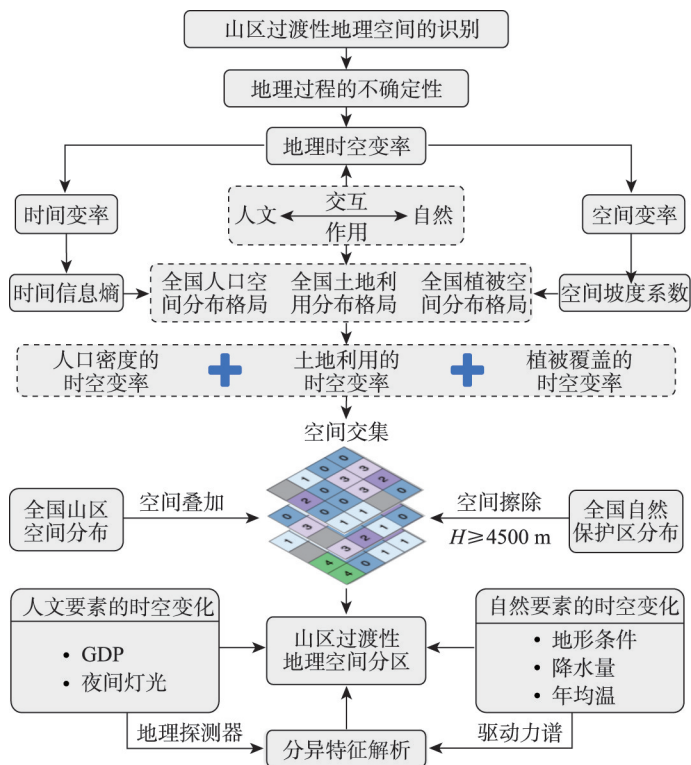 山区过渡性地理空间的识别
地理过程的不确定性
地理时空变率
时间变率
人文
交互
作用
自然
空间变率
时间信息熵
全国人口空
间分布格局
全国土地利
用分布格局
全国植被空
间分布格局
空间坡度系数
人口密度的
时空变率
土地利用的
时空变率
植被覆盖的
时空变率
空间交集
全国山区
空间分布
空间叠加
空间擦除
H≥4500 m
全国自然
保护区分布
人文要素的时空变化
• GDP
• 夜间灯光
山区过渡性
地理空间分区
自然要素的时空变化
• 地形条件
• 降水量
• 年均温
地理探测器
分异特征解析
驱动力谱